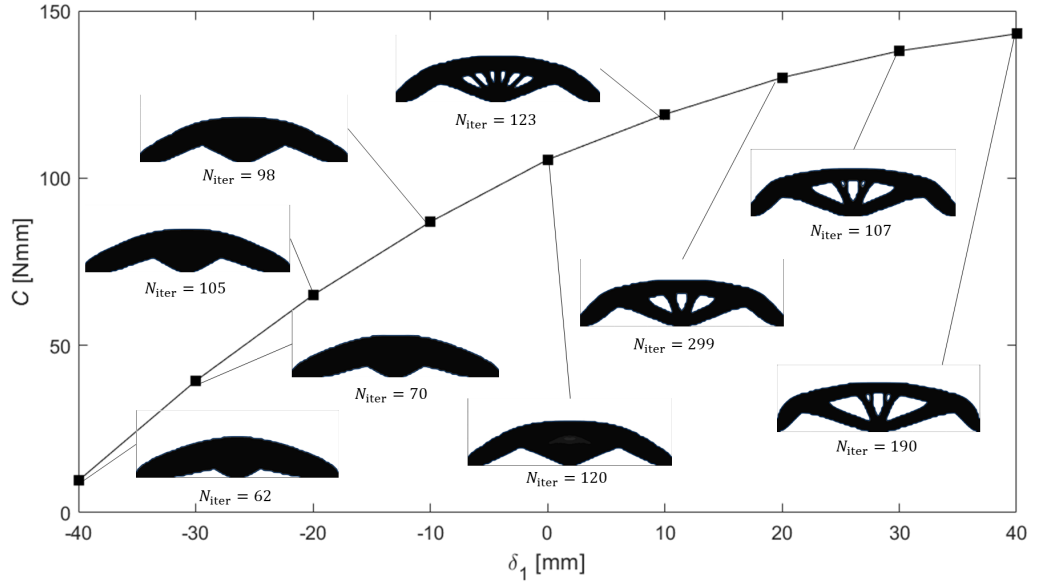 150
100
50
0
C [Nmm]
N_iter = 123
N_iter = 98
N_iter = 107
N_iter = 105
N_iter = 299
N_iter = 70
N_iter = 190
N_iter = 120
N_iter = 62
-40 -30 -20 -10 0 10 20 30 40
δ_1 [mm]